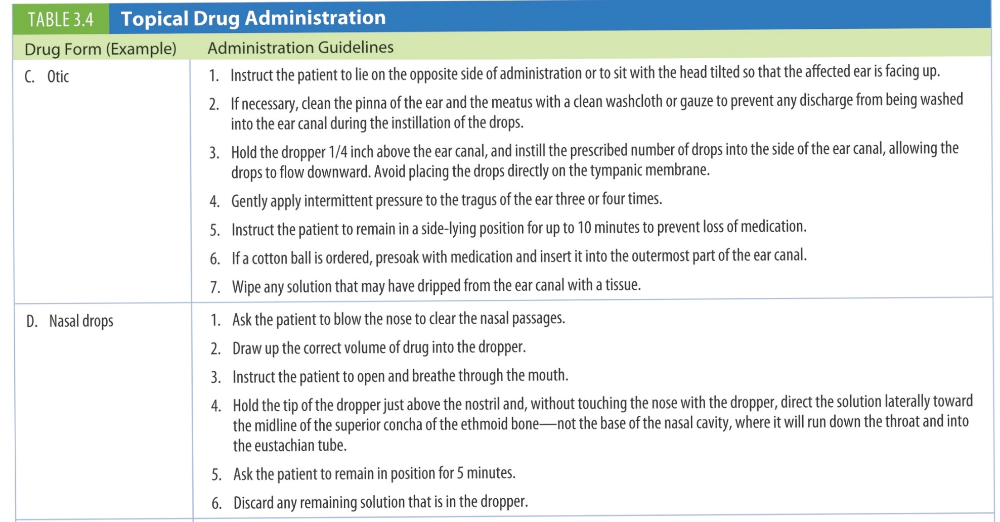 TABLE 3.4 Topical Drug Administration
Drug Form (Example) Administration Guidelines
C. Otic
1. Instruct the patient to lie on the opposite side of administration or to sit with the head tilted so that the affected ear is facing up.
2. If necessary, clean the pinna of the ear and the meatus with a clean washcloth or gauze to prevent any discharge from being washed
into the ear canal during the instillation of the drops.
3. Hold the dropper 1/4 inch above the ear canal, and instill the prescribed number of drops into the side of the ear canal, allowing the
drops to flow downward. Avoid placing the drops directly on the tympanic membrane.
4. Gently apply intermittent pressure to the tragus of the ear three or four times.
5. Instruct the patient to remain in a side-lying position for up to 10 minutes to prevent loss of medication.
6. If a cotton ball is ordered, presoak with medication and insert it into the outermost part of the ear canal.
7. Wipe any solution that may have dripped from the ear canal with a tissue.
D. Nasal drops
1. Ask the patient to blow the nose to clear the nasal passages.
2. Draw up the correct volume of drug into the dropper.
3. Instruct the patient to open and breathe through the mouth.
4. Hold the tip of the dropper just above the nostril and, without touching the nose with the dropper, direct the solution laterally toward
the midline of the superior concha of the ethmoid bone—not the base of the nasal cavity, where it will run down the throat and into
the eustachian tube.
5. Ask the patient to remain in position for 5 minutes.
6. Discard any remaining solution that is in the dropper.